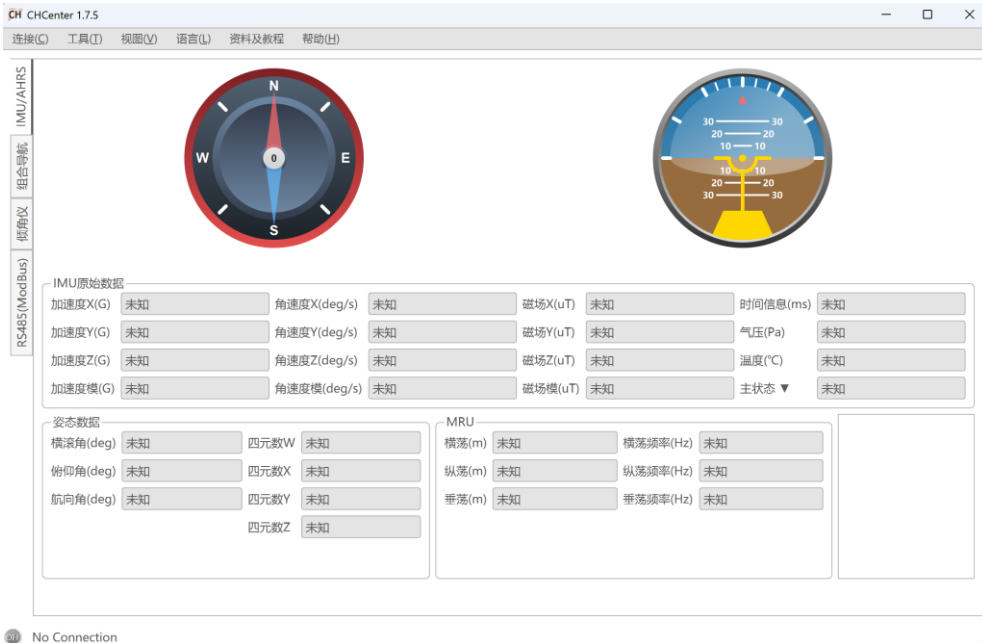 CH CHCenter 1.7.5
连接(C) 工具(T) 视图(V) 语言(L) 资料及教程 帮助(H)
IMU/AHRS
组合导航
倾角仪
RS485(ModBus)
N
W 0 E
S
30 30
20 20
10 10
10 10
20 20
30 30
IMU原始数据
加速度X(G) 未知 角速度X(deg/s) 未知 磁场X(uT) 未知 时间信息(ms) 未知
加速度Y(G) 未知 角速度Y(deg/s) 未知 磁场Y(uT) 未知 气压(Pa) 未知
加速度Z(G) 未知 角速度Z(deg/s) 未知 磁场Z(uT) 未知 温度(℃) 未知
加速度模(G) 未知 角速度模(deg/s) 未知 磁场模(uT) 未知 主状态 ▼ 未知
姿态数据 MRU
横滚角(deg) 未知 四元数W 未知 横荡(m) 未知 横荡频率(Hz) 未知
俯仰角(deg) 未知 四元数X 未知 纵荡(m) 未知 纵荡频率(Hz) 未知
航向角(deg) 未知 四元数Y 未知 垂荡(m) 未知 垂荡频率(Hz) 未知
四元数Z 未知
No Connection